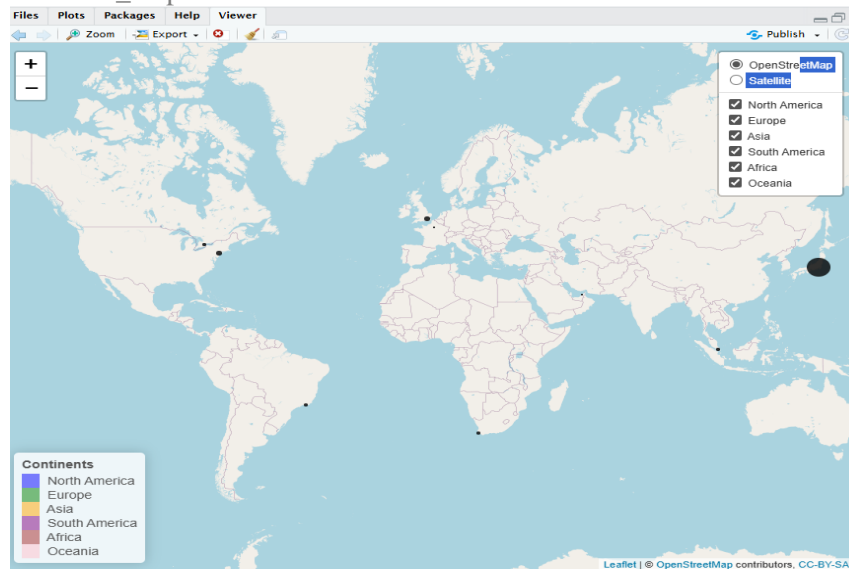 Files Plots Packages Help Viewer
Zoom Export Publish
+
−
OpenStreetMap
Satellite
North America
Europe
Asia
South America
Africa
Oceania
Continents
North America
Europe
Asia
South America
Africa
Oceania
Leaflet | © OpenStreetMap contributors, CC-BY-SA